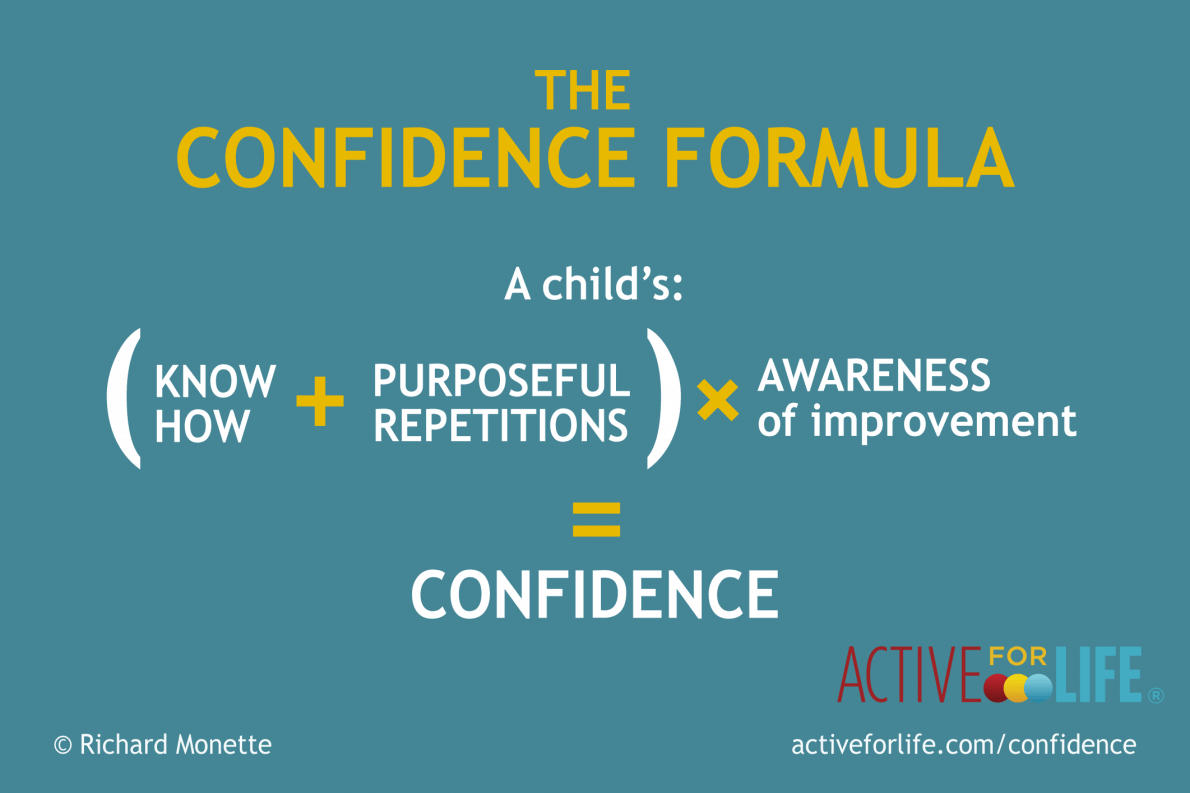 THE
CONFIDENCE FORMULA
A child's:
( KNOW HOW + PURPOSEFUL REPETITIONS ) × AWARENESS of improvement
=
CONFIDENCE
ACTIVE FOR LIFE ®
© Richard Monette
activeforlife.com/confidence